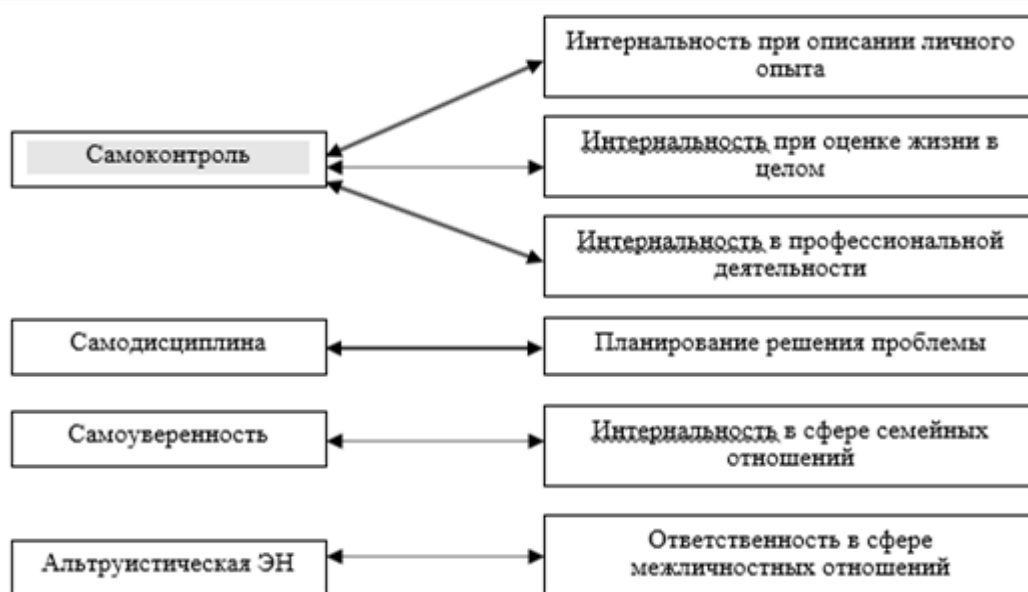 Интернальность при описании личного
опыта
Самоконтроль
Интернальность при оценке жизни в
целом
Интернальность в профессиональной
деятельности
Самодисциплина
Планирование решения проблемы
Самоуверенность
Интернальность в сфере семейных
отношений
Альтруистическая ЭН
Ответственность в сфере
межличностных отношений